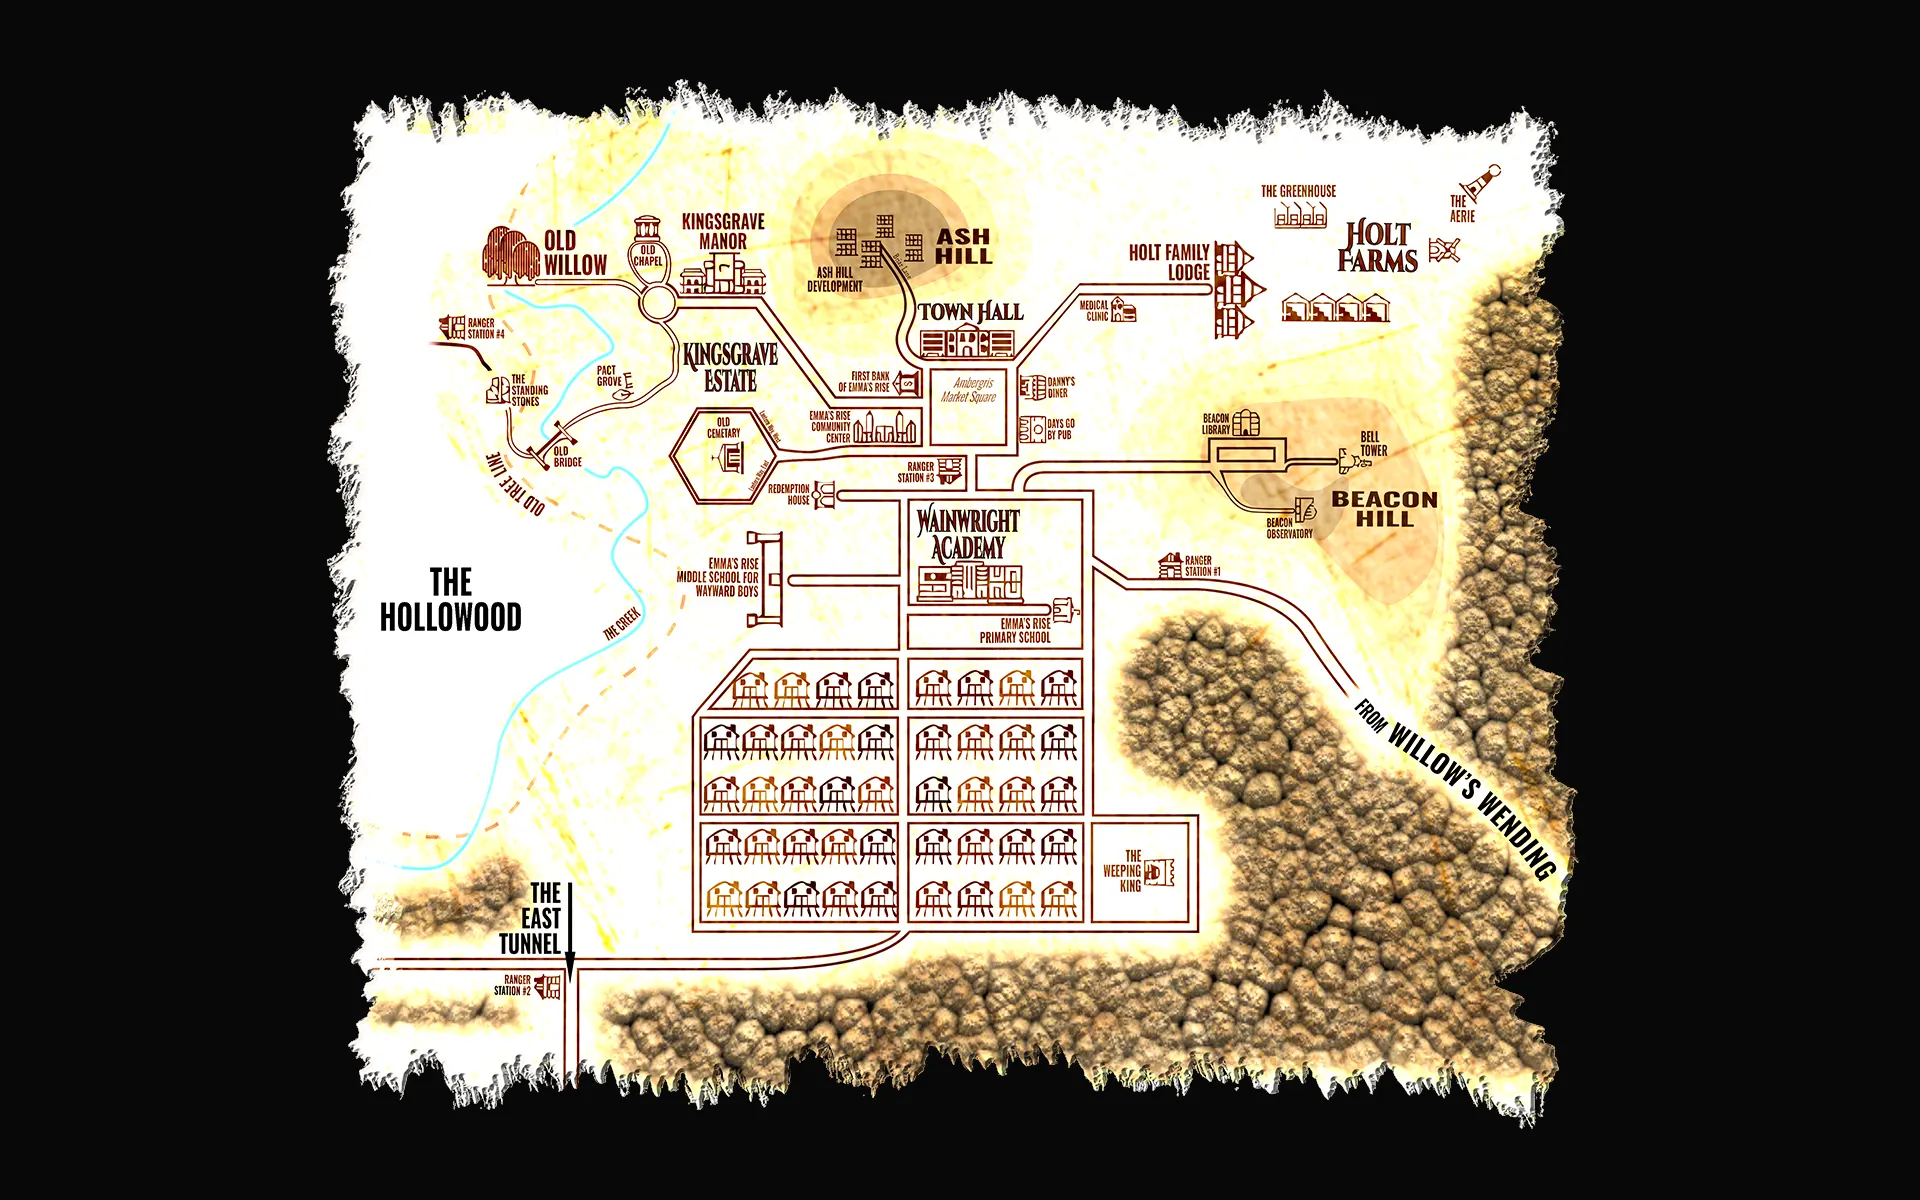 THE GREENHOUSE
THE
AERIE
HOLT
FARMS
KINGSGRAVE
MANOR
OLD
WILLOW
OLD
CHAPEL
ASH
HILL
ASH HILL
DEVELOPMENT
HOLT FAMILY
LODGE
MEDICAL
CLINIC
TOWN HALL
RANGER
STATION #4
KINGSGRAVE
ESTATE
PACT
GROVE
THE
STANDING
STONES
FIRST BANK
OF EMMA'S RISE
Ambergris
Market Square
DANNY'S
DINER
EMMA'S RISE
COMMUNITY
CENTER
DAYS GO
BY PUB
OLD
CEMETARY
OLD
BRIDGE
OLD TREE LINE
RANGER
STATION #3
REDEMPTION
HOUSE
BEACON
LIBRARY
BELL
TOWER
BEACON
HILL
BEACON
OBSERVATORY
WAINWRIGHT
ACADEMY
EMMA'S RISE
MIDDLE SCHOOL FOR
WAYWARD BOYS
RANGER
STATION #1
THE
HOLLOWOOD
THE CREEK
EMMA'S RISE
PRIMARY SCHOOL
FROM WILLOW'S WENDING
THE
WEEPING
KING
THE
EAST
TUNNEL
RANGER
STATION #2